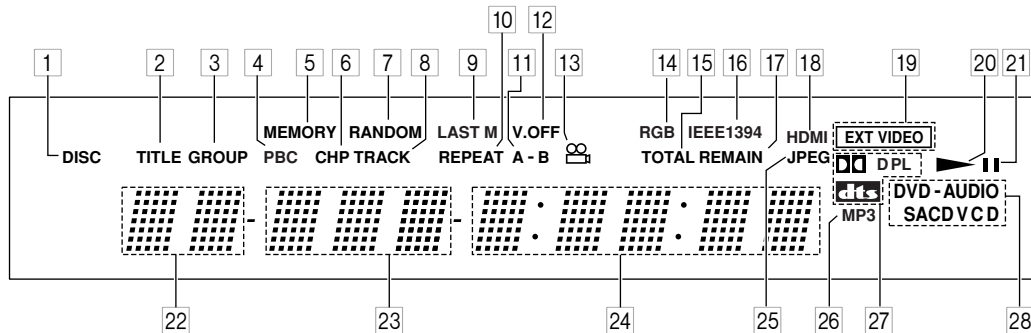 10 12
1 2 3 4 5 6 7 8 9 11 13 14 15 16 17 18 19 20 21
MEMORY RANDOM LAST M V.OFF RGB IEEE1394 HDMI EXT VIDEO
DISC TITLE GROUP PBC CHP TRACK REPEAT A - B TOTAL REMAIN JPEG DPL
dts DVD - AUDIO
MP3 SACD V C D
22 23 24 25 26 27 28